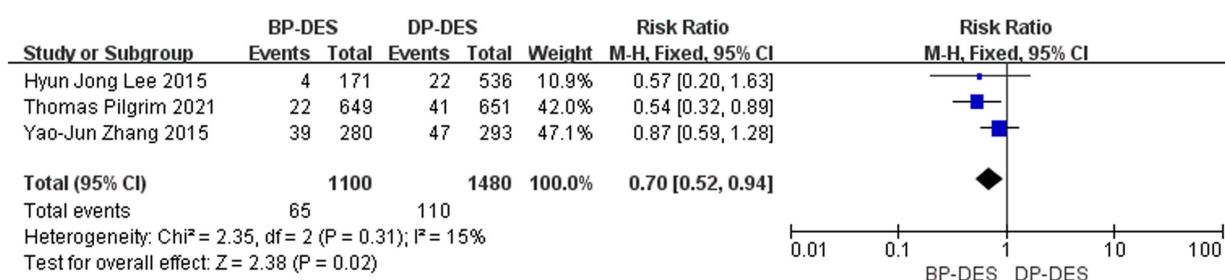 BP-DES DP-DES Risk Ratio Risk Ratio
Study or Subgroup Events Total Events Total Weight M-H, Fixed, 95% CI M-H, Fixed, 95% CI
Hyun Jong Lee 2015 4 171 22 536 10.9% 0.57 [0.20, 1.63]
Thomas Pilgrim 2021 22 649 41 651 42.0% 0.54 [0.32, 0.89]
Yao-Jun Zhang 2015 39 280 47 293 47.1% 0.87 [0.59, 1.28]
Total (95% CI) 1100 1480 100.0% 0.70 [0.52, 0.94]
Total events 65 110
Heterogeneity: Chi² = 2.35, df = 2 (P = 0.31); I² = 15%
Test for overall effect: Z = 2.38 (P = 0.02)
0.01 0.1 1 10 100
BP-DES DP-DES